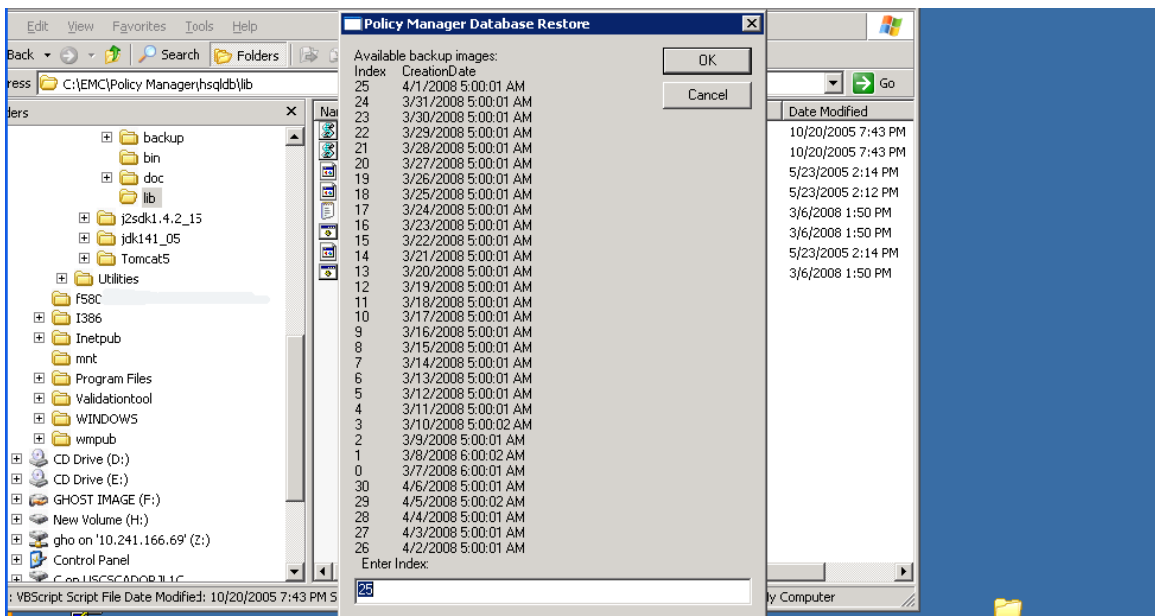 Edit View Favorites Tools Help
Back Search Folders
ress C:\EMC\Policy Manager\hsqldb\lib Go
ders X
backup
bin
doc
lib
j2sdk1.4.2_15
jdk141_05
Tomcat5
Utilities
f58C
I386
Inetpub
mnt
Program Files
Validationtool
WINDOWS
wmpub
CD Drive (D:)
CD Drive (E:)
GHOST IMAGE (F:)
New Volume (H:)
gho on '10.241.166.69' (Z:)
Control Panel
Policy Manager Database Restore
Available backup images:
Index CreationDate
25 4/1/2008 5:00:01 AM
24 3/31/2008 5:00:01 AM
23 3/30/2008 5:00:01 AM
22 3/29/2008 5:00:01 AM
21 3/28/2008 5:00:01 AM
20 3/27/2008 5:00:01 AM
19 3/26/2008 5:00:01 AM
18 3/25/2008 5:00:01 AM
17 3/24/2008 5:00:01 AM
16 3/23/2008 5:00:01 AM
15 3/22/2008 5:00:01 AM
14 3/21/2008 5:00:01 AM
13 3/20/2008 5:00:01 AM
12 3/19/2008 5:00:01 AM
11 3/18/2008 5:00:01 AM
10 3/17/2008 5:00:01 AM
9 3/16/2008 5:00:01 AM
8 3/15/2008 5:00:01 AM
7 3/14/2008 5:00:01 AM
6 3/13/2008 5:00:01 AM
5 3/12/2008 5:00:01 AM
4 3/11/2008 5:00:01 AM
3 3/10/2008 5:00:02 AM
2 3/9/2008 5:00:01 AM
1 3/8/2008 6:00:02 AM
0 3/7/2008 6:00:01 AM
30 4/6/2008 5:00:01 AM
29 4/5/2008 5:00:02 AM
28 4/4/2008 5:00:01 AM
27 4/3/2008 5:00:01 AM
26 4/2/2008 5:00:01 AM
Enter Index:
25
OK
Cancel
Date Modified
10/20/2005 7:43 PM
10/20/2005 7:43 PM
5/23/2005 2:14 PM
5/23/2005 2:12 PM
3/6/2008 1:50 PM
3/6/2008 1:50 PM
5/23/2005 2:14 PM
3/6/2008 1:50 PM
: VBScript Script File Date Modified: 10/20/2005 7:43 PM S
ly Computer